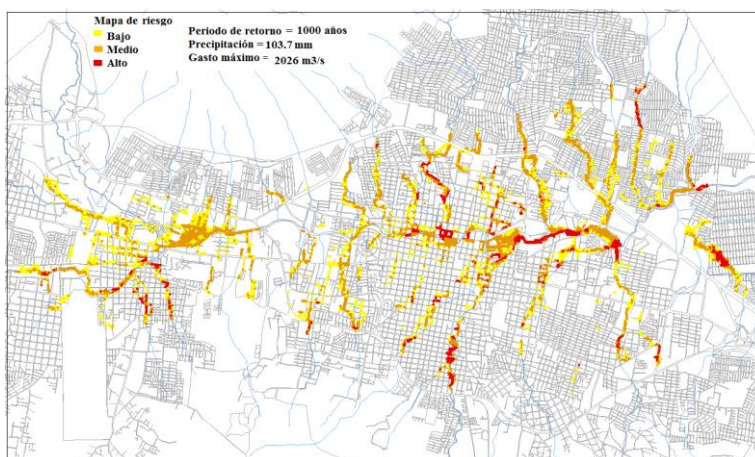 Mapa de riesgo
Bajo
Medio
Alto
Periodo de retorno = 1000 años
Precipitación = 103.7 mm
Gasto máximo = 2026 m3/s